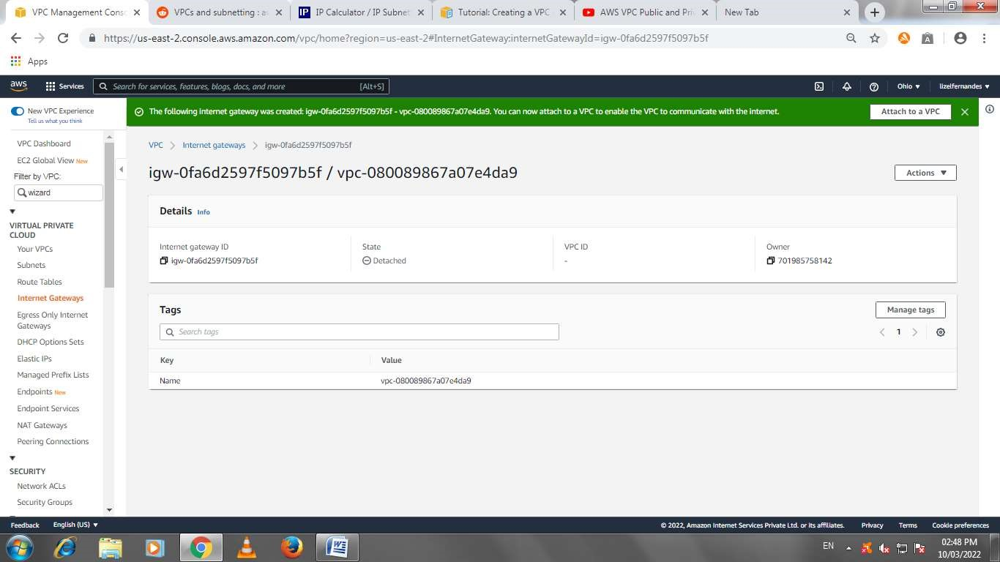 VPC Management Conso
VPCs and subnetting : a
IP Calculator / IP Subnet
Tutorial: Creating a VPC
AWS VPC Public and Pri
New Tab
https://us-east-2.console.aws.amazon.com/vpc/home?region=us-east-2#InternetGateway:internetGatewayId=igw-0fa6d2597f5097b5f
Apps
aws Services Search for services, features, blogs, docs, and more [Alt+S] Ohio lizelfernandes
New VPC Experience
Tell us what you think
The following internet gateway was created: igw-0fa6d2597f5097b5f - vpc-080089867a07e4da9. You can now attach to a VPC to enable the VPC to communicate with the internet. Attach to a VPC
VPC Dashboard
EC2 Global View New
Filter by VPC:
wizard
VIRTUAL PRIVATE
CLOUD
Your VPCs
Subnets
Route Tables
Internet Gateways
Egress Only Internet
Gateways
DHCP Options Sets
Elastic IPs
Managed Prefix Lists
Endpoints New
Endpoint Services
NAT Gateways
Peering Connections
SECURITY
Network ACLs
Security Groups
VPC Internet gateways igw-0fa6d2597f5097b5f
igw-0fa6d2597f5097b5f / vpc-080089867a07e4da9 Actions
Details Info
Internet gateway ID State VPC ID Owner
igw-0fa6d2597f5097b5f Detached - 701985758142
Tags Manage tags
Search tags 1
Key Value
Name vpc-080089867a07e4da9
Feedback English (US) © 2022, Amazon Internet Services Private Ltd. or its affiliates. Privacy Terms Cookie preferences
EN 02:48 PM
10/03/2022